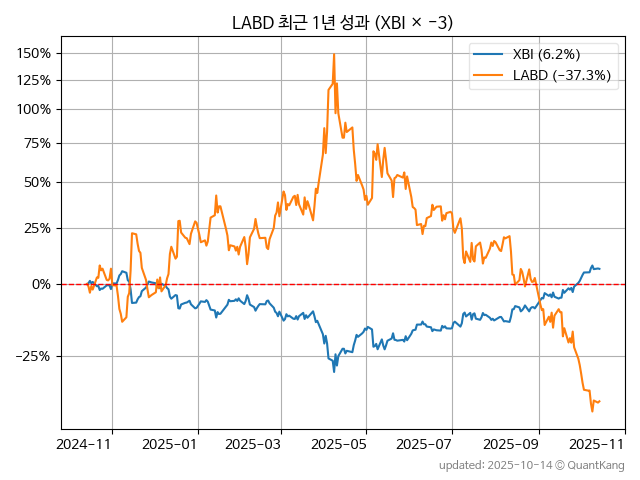 LABD 최근 1년 성과 (XBI × −3)
XBI (6.2%)
LABD (−37.3%)
150%
125%
100%
75%
50%
25%
0%
−25%
2024-11 2025-01 2025-03 2025-05 2025-07 2025-09 2025-11
updated: 2025-10-14 © QuantKang